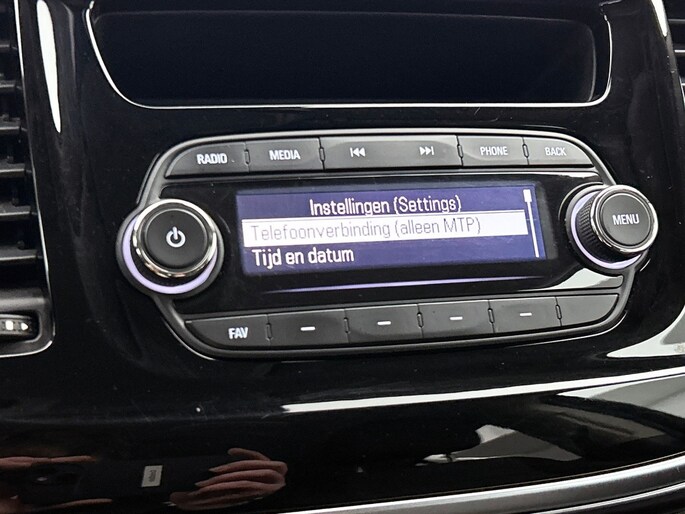 RADIO
MEDIA
PHONE
BACK
Instellingen (Settings)
Telefoonverbinding (alleen MTP)
Tijd en datum
MENU
FAV